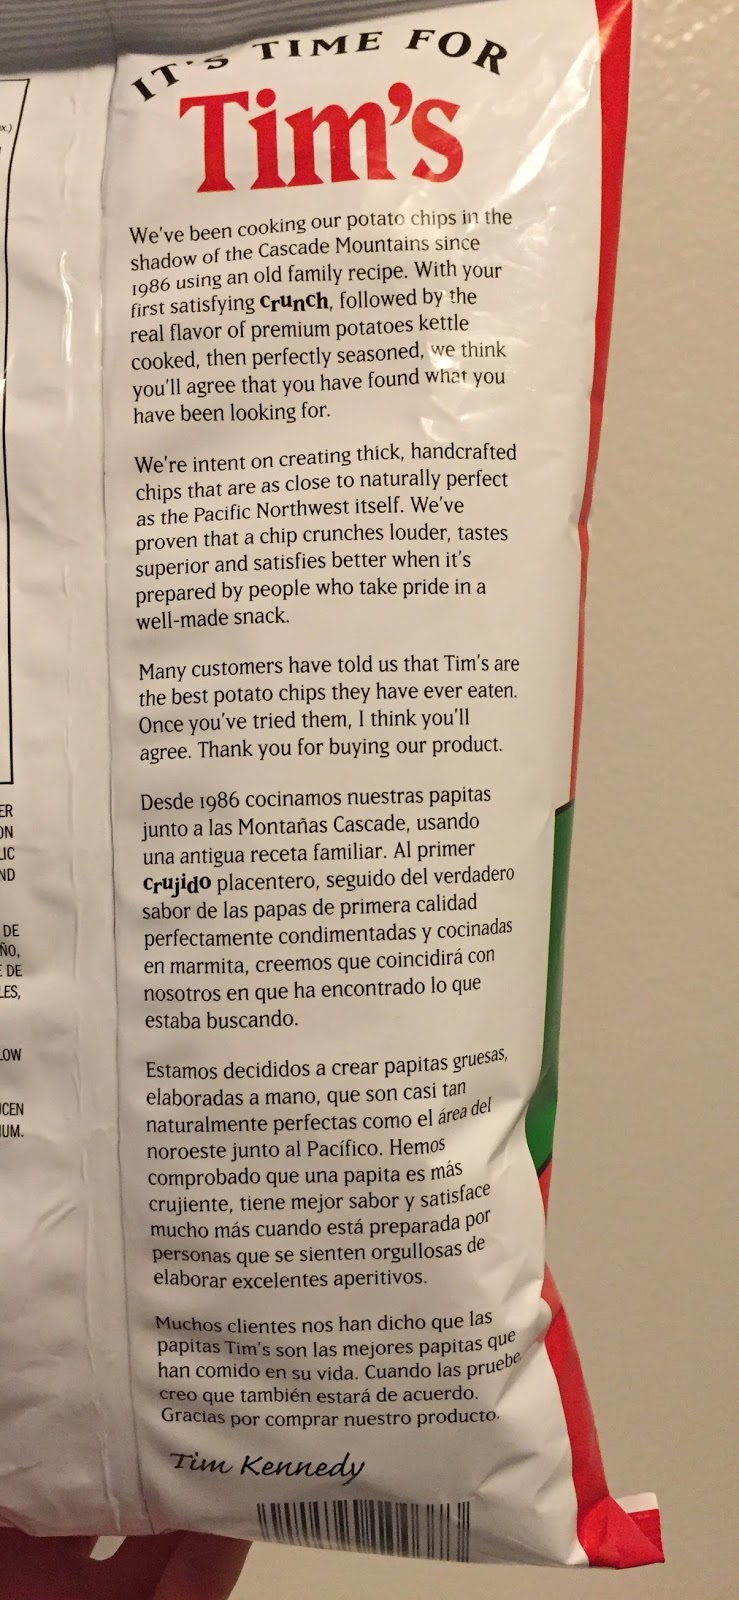 IT'S TIME FOR
Tim's
We've been cooking our potato chips in the
shadow of the Cascade Mountains since
1986 using an old family recipe. With your
first satisfying crunch, followed by the
real flavor of premium potatoes kettle
cooked, then perfectly seasoned, we think
you'll agree that you have found what you
have been looking for.
We're intent on creating thick, handcrafted
chips that are as close to naturally perfect
as the Pacific Northwest itself. We've
proven that a chip crunches louder, tastes
superior and satisfies better when it's
prepared by people who take pride in a
well-made snack.
Many customers have told us that Tim's are
the best potato chips they have ever eaten.
Once you've tried them, I think you'll
agree. Thank you for buying our product.
Desde 1986 cocinamos nuestras papitas
junto a las Montañas Cascade, usando
una antigua receta familiar. Al primer
crujido placentero, seguido del verdadero
sabor de las papas de primera calidad
perfectamente condimentadas y cocinadas
en marmita, creemos que coincidirá con
nosotros en que ha encontrado lo que
estaba buscando.
Estamos decididos a crear papitas gruesas,
elaboradas a mano, que son casi tan
naturalmente perfectas como el área del
noroeste junto al Pacífico. Hemos
comprobado que una papita es más
crujiente, tiene mejor sabor y satisface
mucho más cuando está preparada por
personas que se sienten orgullosas de
elaborar excelentes aperitivos.
Muchos clientes nos han dicho que las
papitas Tim's son las mejores papitas que
han comido en su vida. Cuando las pruebe,
creo que también estará de acuerdo.
Gracias por comprar nuestro producto.
Tim Kennedy